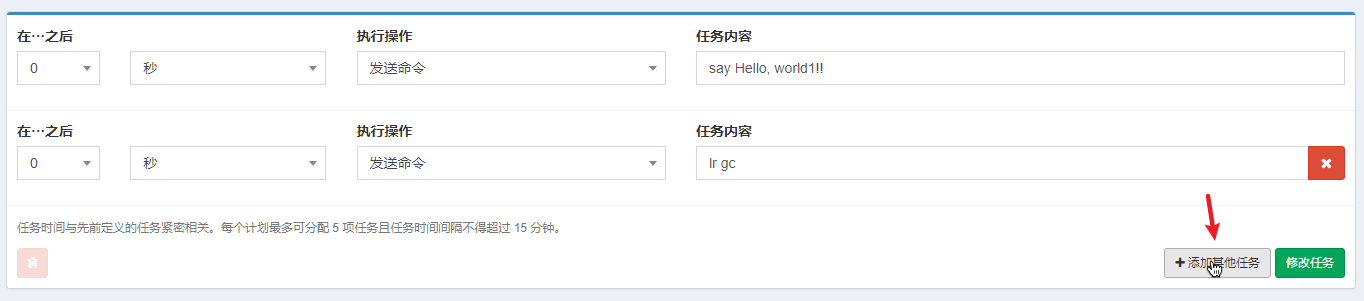 在…之后 执行操作 任务内容
0 秒 发送命令 say Hello, world1!!
在…之后 执行操作 任务内容
0 秒 发送命令 lr gc
任务时间与先前定义的任务紧密相关。每个计划最多可分配 5 项任务且任务时间间隔不得超过 15 分钟。
添加其他任务 修改任务